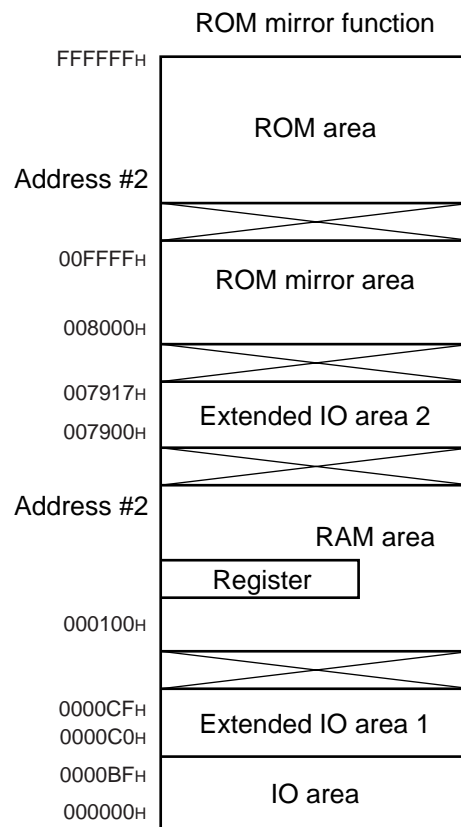 ROM mirror function
FFFFFFH
ROM area
Address #2
00FFFFH
ROM mirror area
008000H
007917H
Extended IO area 2
007900H
Address #2
RAM area
Register
000100H
0000CFH
Extended IO area 1
0000C0H
0000BFH
IO area
000000H